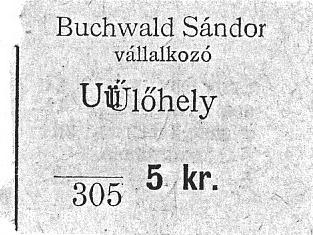 Buchwald Sándor
vállalkozó
Ülőhely
5 kr.
305